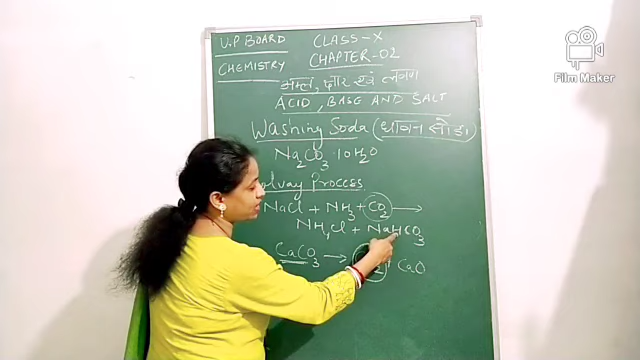 U.P BOARD CLASS-X
CHEMISTRY CHAPTER-02
अम्ल, क्षार एवं लवण
ACID, BASE AND SALT
Washing Soda (धावन सोडा)
Na2CO3·10H2O
Solvay Process
NaCl + NH3 + CO2 →
NH4Cl + NaHCO3
CaCO3 → CaO
Film Maker